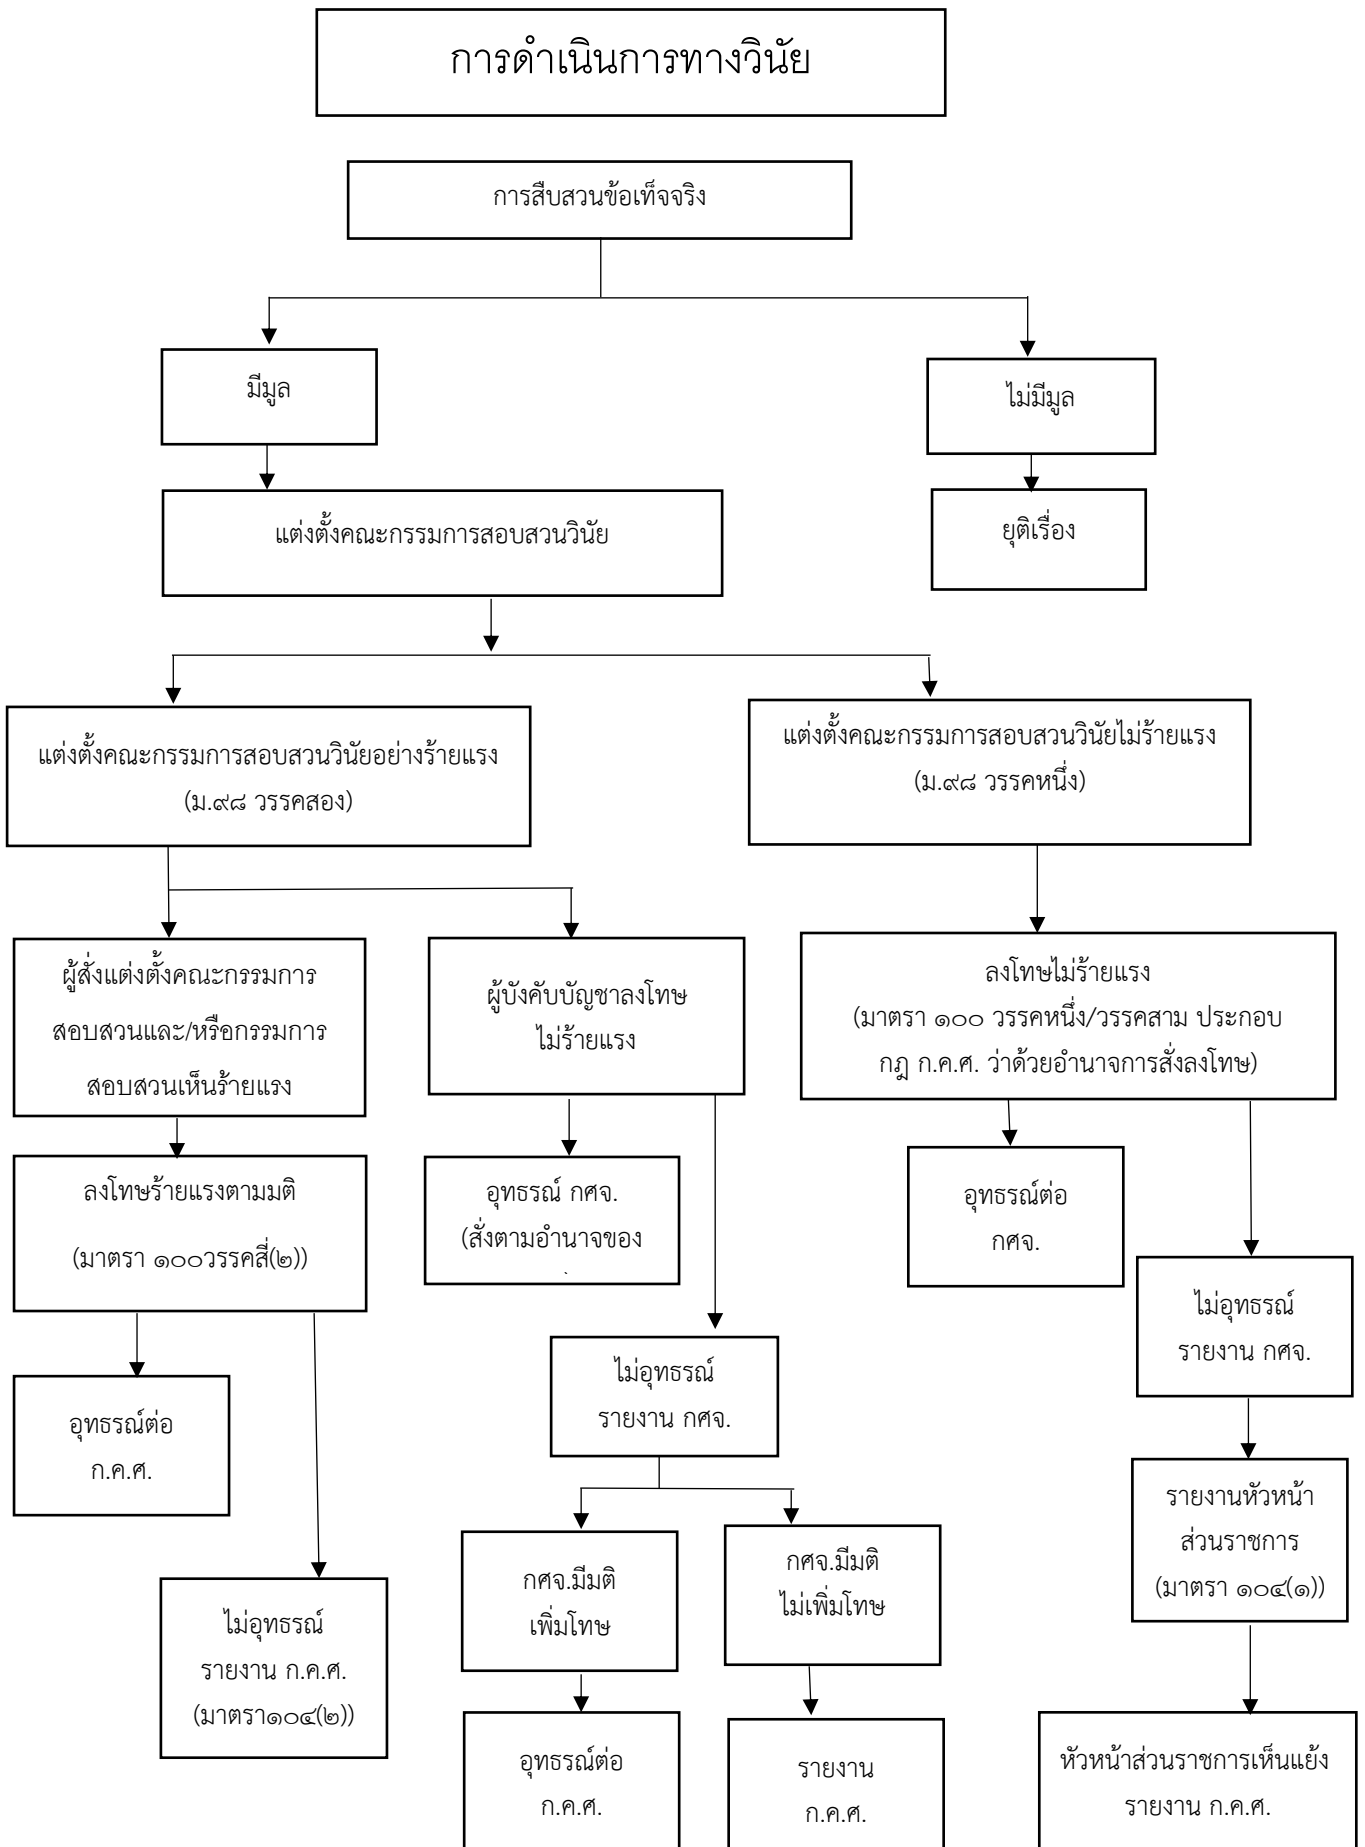 การดำเนินการทางวินัย
การสืบสวนข้อเท็จจริง
มีมูล
ไม่มีมูล
แต่งตั้งคณะกรรมการสอบสวนวินัย
ยุติเรื่อง
แต่งตั้งคณะกรรมการสอบสวนวินัยอย่างร้ายแรง
(ม.๙๘ วรรคสอง)
แต่งตั้งคณะกรรมการสอบสวนวินัยไม่ร้ายแรง
(ม.๙๘ วรรคหนึ่ง)
ผู้สั่งแต่งตั้งคณะกรรมการ
สอบสวนและ/หรือกรรมการ
สอบสวนเห็นร้ายแรง
ผู้บังคับบัญชาลงโทษ
ไม่ร้ายแรง
ลงโทษไม่ร้ายแรง
(มาตรา ๑๐๐ วรรคหนึ่ง/วรรคสาม ประกอบ
กฎ ก.ค.ศ. ว่าด้วยอำนาจการสั่งลงโทษ)
ลงโทษร้ายแรงตามมติ
(มาตรา ๑๐๐วรรคสี่(๒))
อุทธรณ์ กศจ.
(สั่งตามอำนาจของ
อุทธรณ์ต่อ
กศจ.
ไม่อุทธรณ์
รายงาน กศจ.
ไม่อุทธรณ์
รายงาน กศจ.
อุทธรณ์ต่อ
ก.ค.ศ.
รายงานหัวหน้า
ส่วนราชการ
(มาตรา ๑๐๔(๑))
กศจ.มีมติ
เพิ่มโทษ
กศจ.มีมติ
ไม่เพิ่มโทษ
ไม่อุทธรณ์
รายงาน ก.ค.ศ.
(มาตรา๑๐๔(๒))
อุทธรณ์ต่อ
ก.ค.ศ.
รายงาน
ก.ค.ศ.
หัวหน้าส่วนราชการเห็นแย้ง
รายงาน ก.ค.ศ.